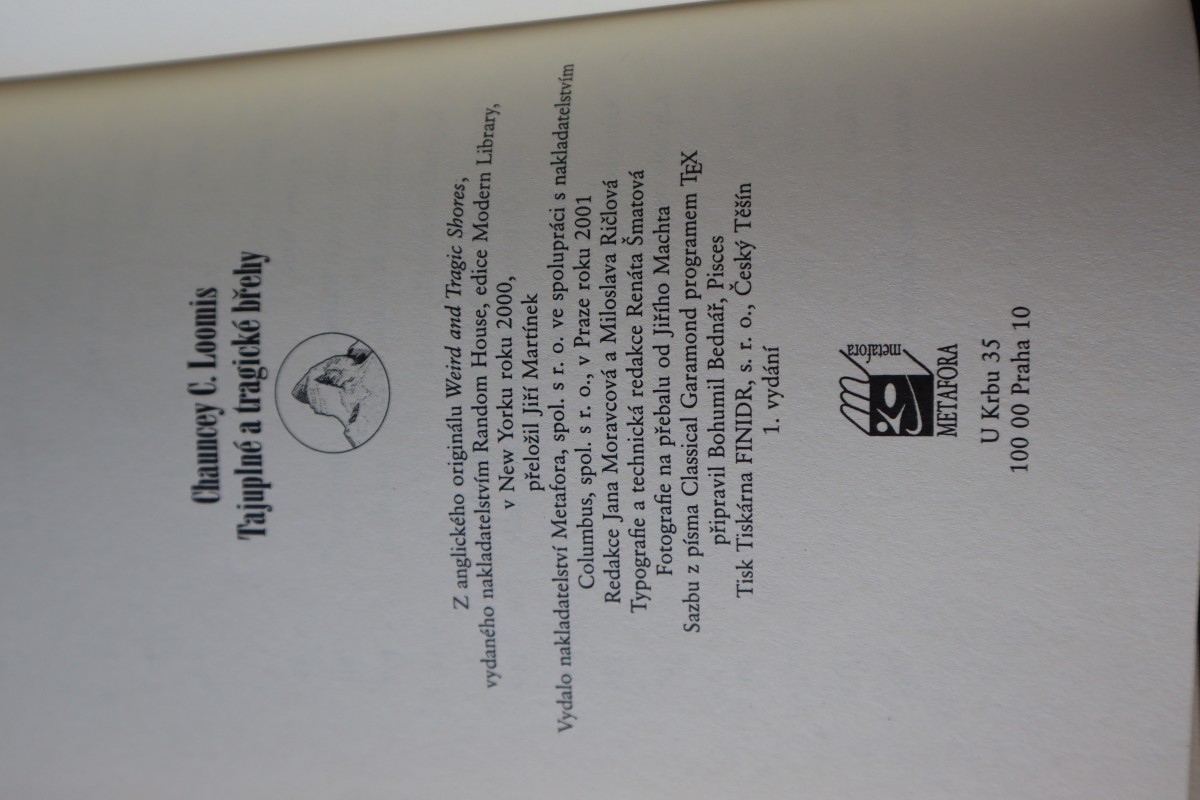 Chauncey C. Loomis
Tajuplné a tragické břehy
Z anglického originálu Weird and Tragic Shores,
vydaného nakladatelstvím Random House, edice Modern Library,
v New Yorku roku 2000,
přeložil Jiří Martínek
Vydalo nakladatelství Metafora, spol. s r. o. ve spolupráci s nakladatelstvím
Columbus, spol. s r. o., v Praze roku 2001
Redakce Jana Moravcová a Miloslava Ričlová
Typografie a technická redakce Renáta Šmatová
Fotografie na přebalu od Jiřího Machta
Sazbu z písma Classical Garamond programem TEX
připravil Bohumil Bednář, Pisces
Tisk Tiskárna FINIDR, s. r. o., Český Těšín
1. vydání
m
metafora
METAFORA
U Krbu 35
100 00 Praha 10